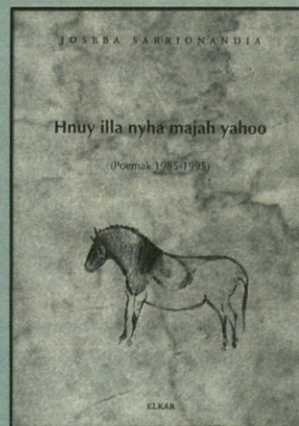 JOSEBA SARRIONANDIA
Hnuy illa nyha majah yahoo
(Poemak 1985-1995)
ELKAR